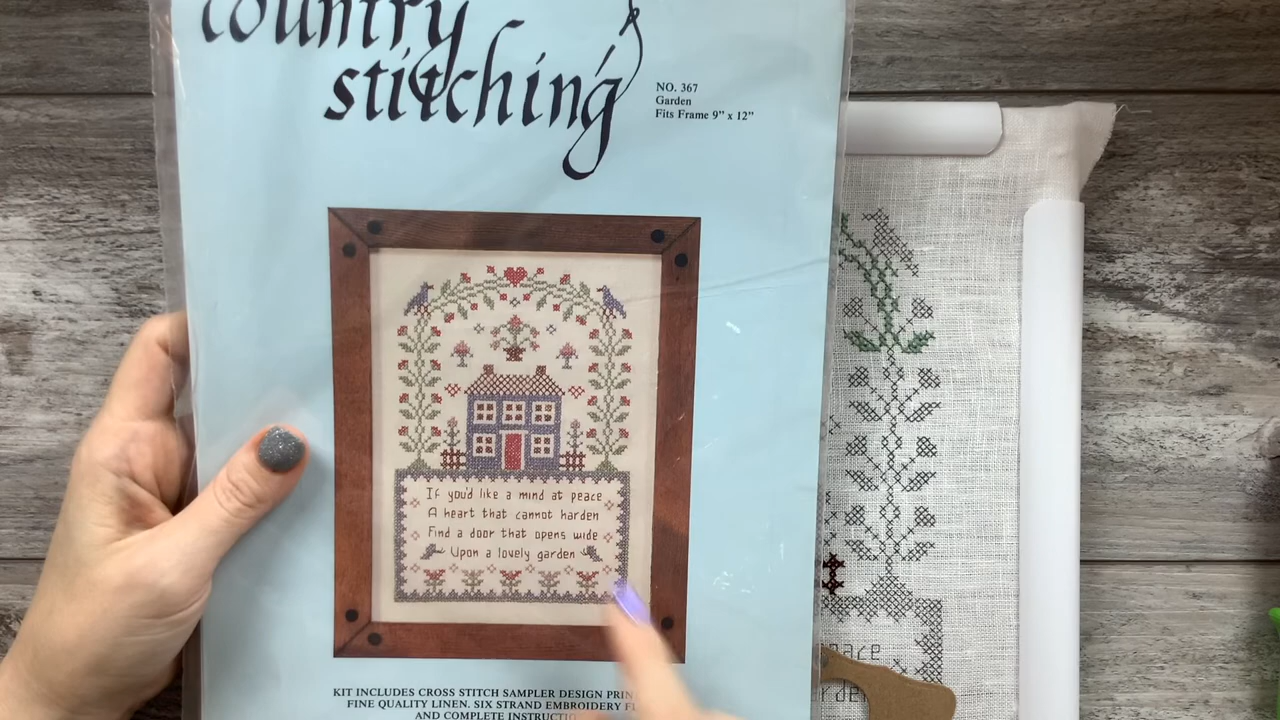 country
stitching
NO. 367
Garden
Fits Frame 9" x 12"
If you'd like a mind at peace
A heart that cannot harden
Find a door that opens wide
Upon a lovely garden
KIT INCLUDES CROSS STITCH SAMPLER DESIGN
FINE QUALITY LINEN. SIX STRAND EMBROIDERY
AND COMPLETE